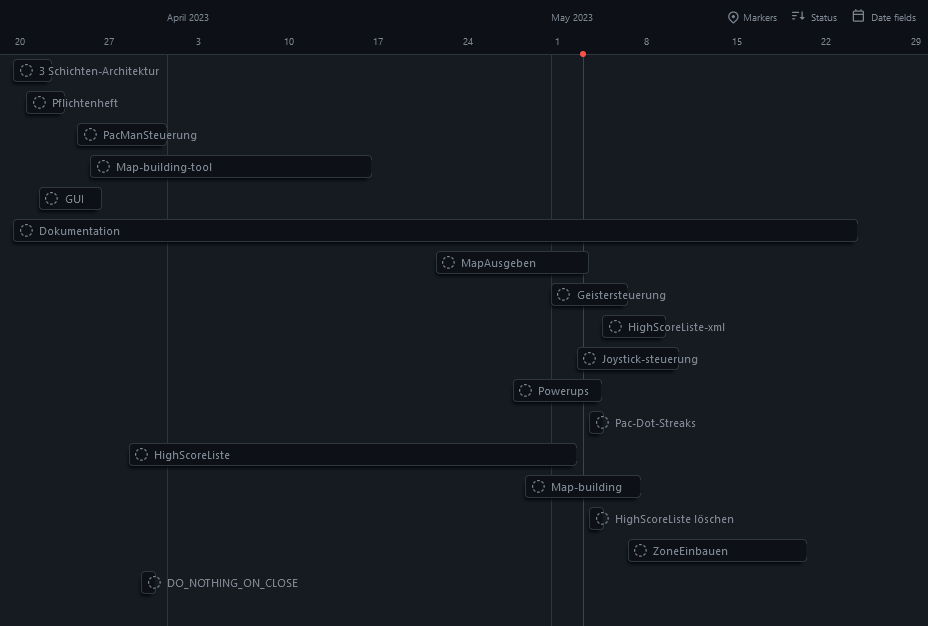 April 2023 May 2023 Markers Status Date fields
20 27 3 10 17 24 1 8 15 22 29
3 Schichten-Architektur
Pflichtenheft
PacManSteuerung
Map-building-tool
GUI
Dokumentation
MapAusgeben
Geistersteuerung
HighScoreListe-xml
Joystick-steuerung
Powerups
Pac-Dot-Streaks
HighScoreListe
Map-building
HighScoreListe löschen
ZoneEinbauen
DO_NOTHING_ON_CLOSE